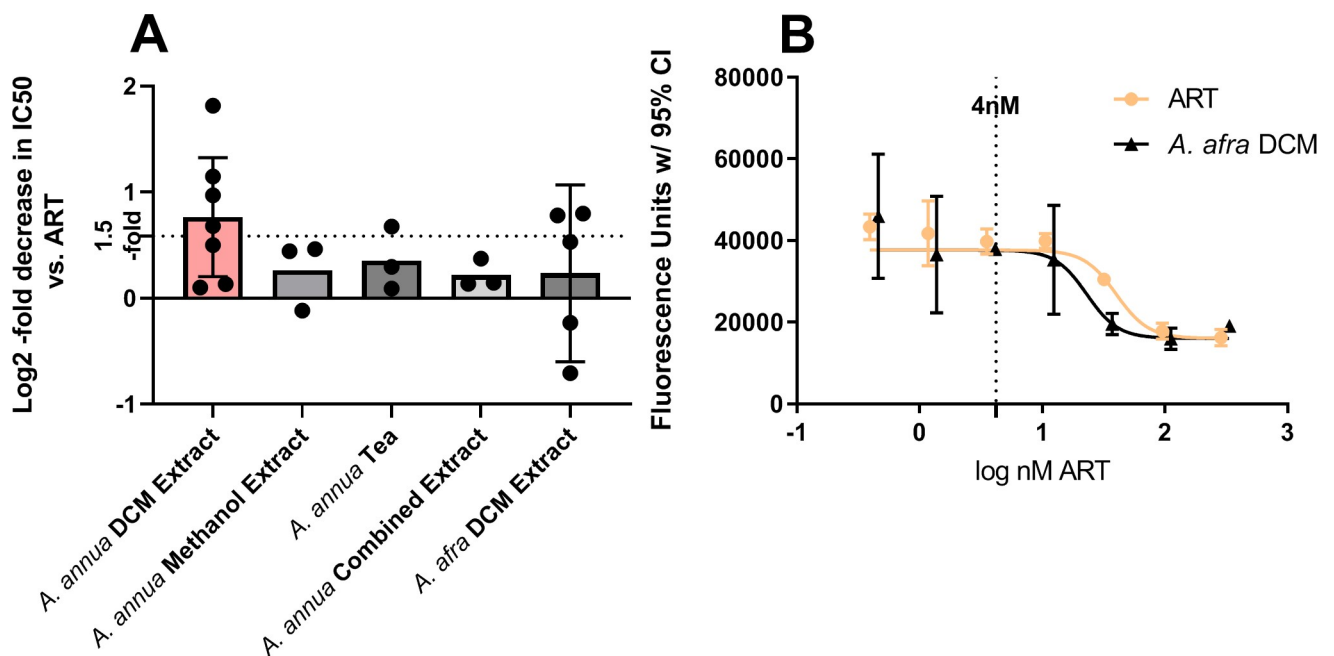 A
Log2 -fold decrease in IC50
vs. ART
2
1
1.5
-fold
0
-1
A. annua DCM Extract
A. annua Methanol Extract
A. annua Tea
A. annua Combined Extract
A. afra DCM Extract
B
Fluorescence Units w/ 95% CI
80000
60000
40000
20000
0
4nM
ART
A. afra DCM
-1
0
1
2
3
log nM ART